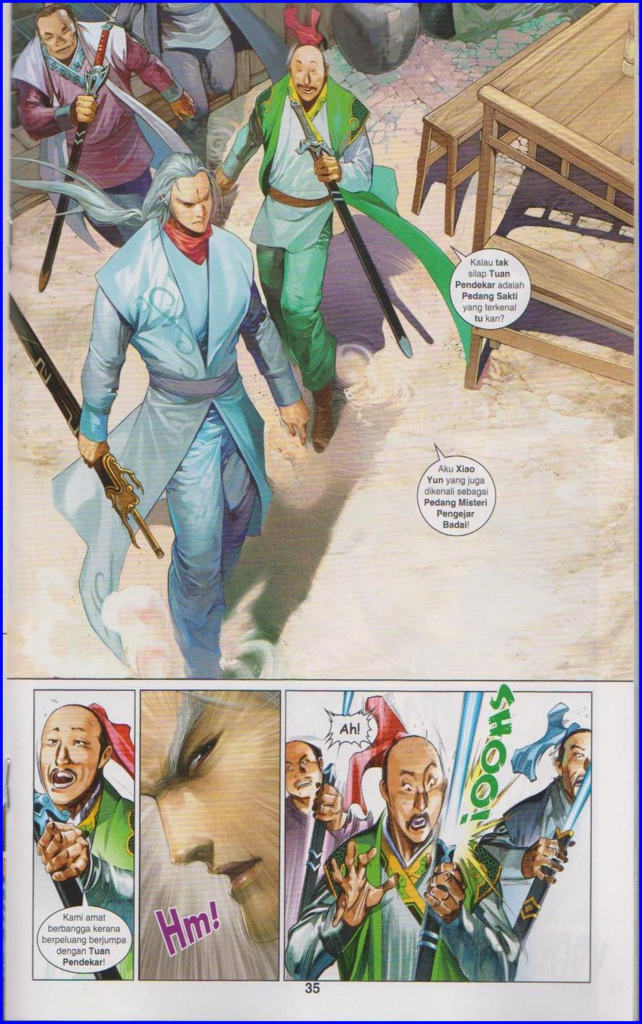 Kalau tak
silap Tuan
Pendekar adalah
Pedang Sakti
yang terkenal
tu kan?
Aku Xiao
Yun yang juga
dikenali sebagai
Pedang Misteri
Pengejar
Badai!
Kami amat
berbangga kerana
berpeluang berjumpa
dengan Tuan
Pendekar!
Hm!
Ah!
SHOO!
35